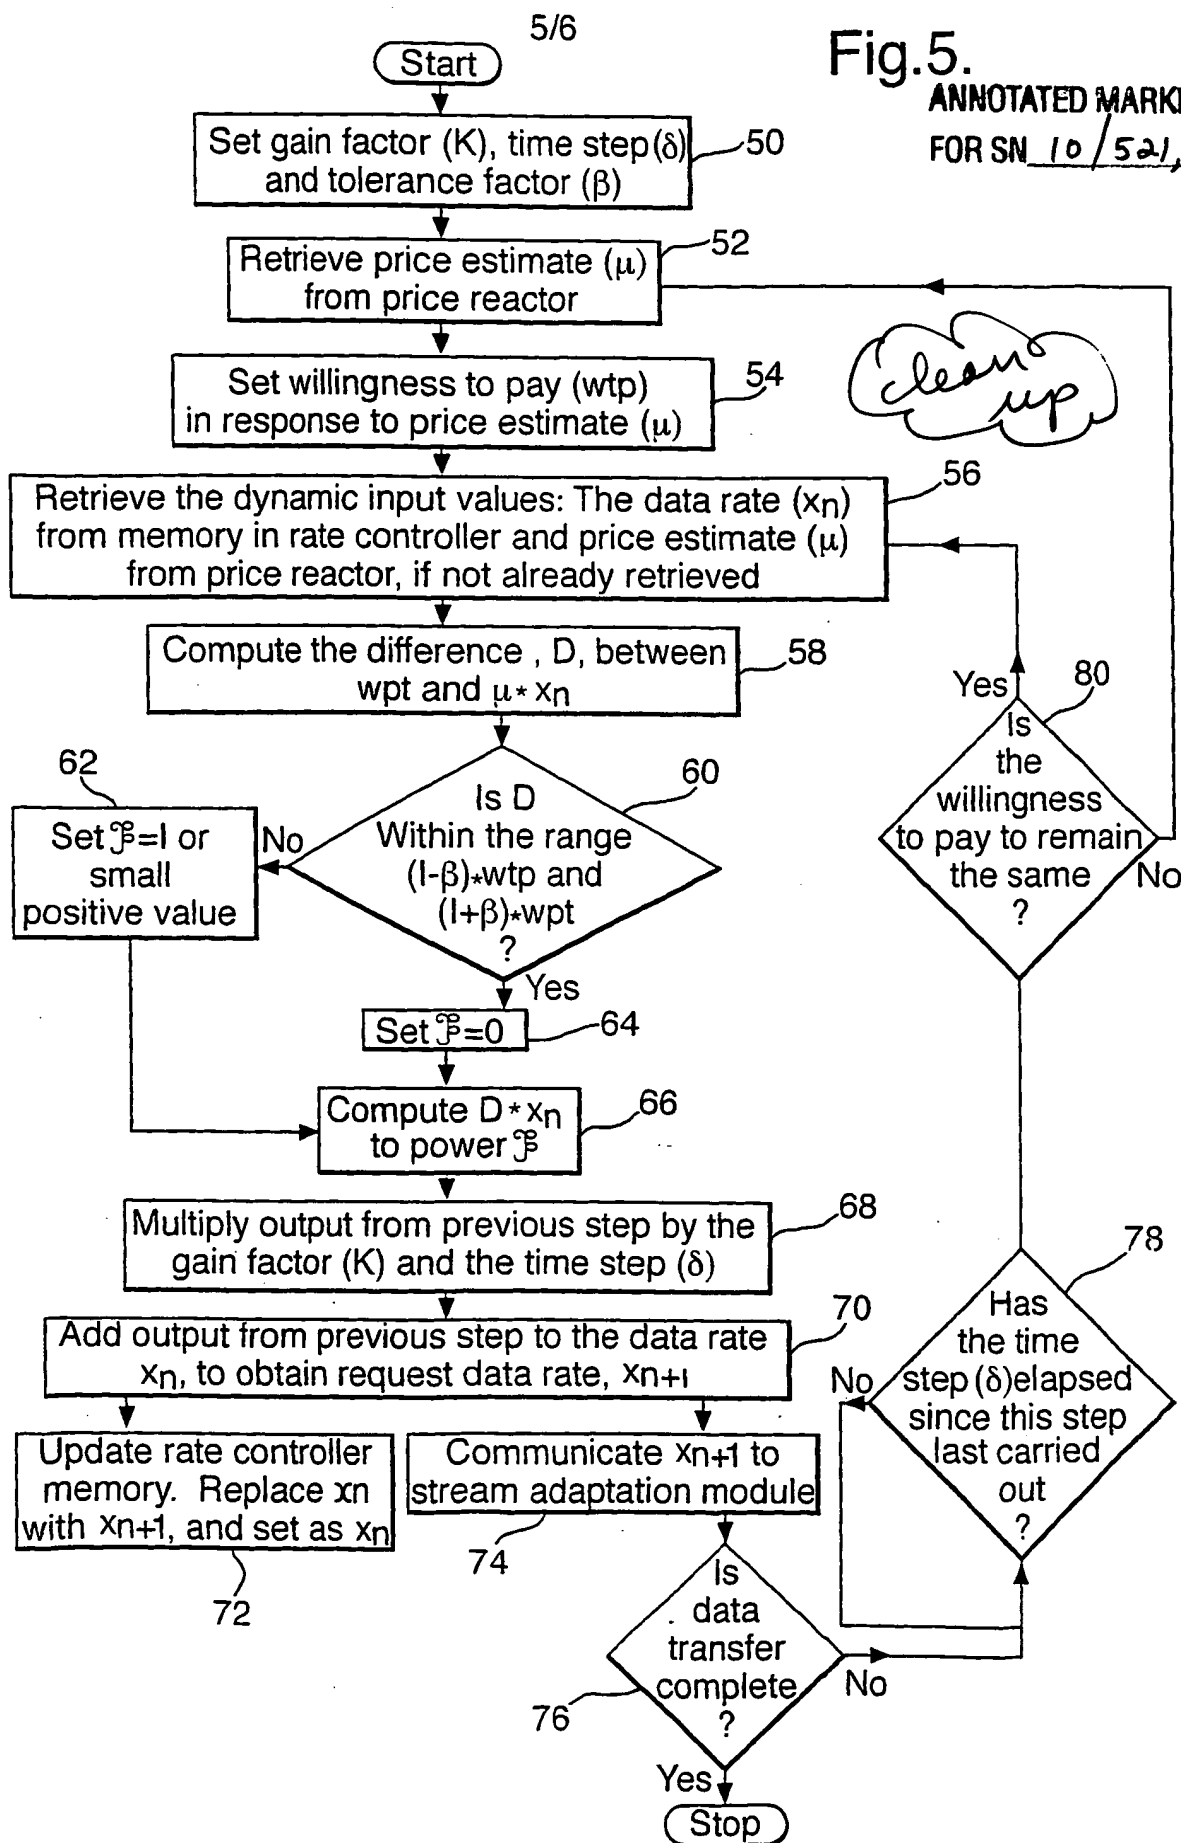 5/6
Fig.5.
ANNOTATED
FOR SN 10/521,
Start
Set gain factor (K), time step(δ)
and tolerance factor (β)
50
Retrieve price estimate (μ)
from price reactor
52
clean
up
Set willingness to pay (wtp)
in response to price estimate (μ)
54
Retrieve the dynamic input values: The data rate (xn)
from memory in rate controller and price estimate (μ)
from price reactor, if not already retrieved
56
Compute the difference , D, between
wpt and μ* xn
58
Is D
Within the range
(I-β)*wtp and
(I+β)*wpt
?
60
No
Yes
62
Set =I or
small
positive value
Set =0
64
Compute D*xn
to power
66
Multiply output from previous step by the
gain factor (K) and the time step (δ)
68
Add output from previous step to the data rate
xn, to obtain request data rate, xn+1
70
Update rate controller
memory. Replace xn
with xn+1, and set as xn
72
Communicate xn+1 to
stream adaptation module
74
Is
data
transfer
complete
?
76
No
Yes
Stop
Has
the time
step(δ)elapsed
since this step
last carried
out
?
78
No
Yes
80
Is
the
willingness
to pay to remain
the same
?
No